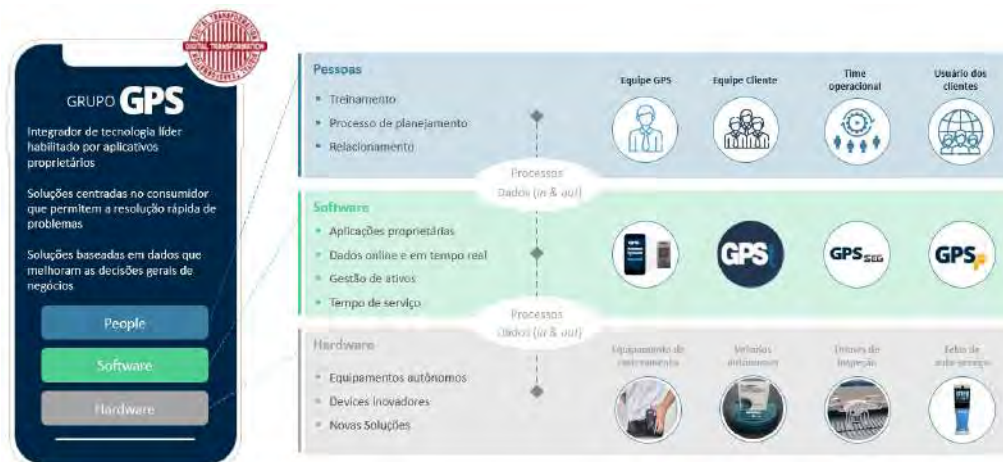 DIGITAL TRANSFORMATION
GRUPO GPS
Integrador de tecnologia líder
habilitado por aplicativos
proprietários
Soluções centradas no consumidor
que permitem a resolução rápida de
problemas
Soluções baseadas em dados que
melhoram as decisões gerais de
negócios
People
Software
Hardware
Pessoas
Treinamento
Processo de planejamento
Relacionamento
Equipe GPS
Equipe Cliente
Time
operacional
Usuário dos
clientes
Processos
Dados (in & out)
Software
Aplicações proprietárias
Dados online e em tempo real
Gestão de ativos
Tempo de serviço
GPS
GPS SEG
GPS
Processos
Dados (in & out)
Hardware
Equipamentos autônomos
Devices inovadores
Novas Soluções
Equipamento de
Veículos
autônomos
Drones de
inspeção
auto serviço